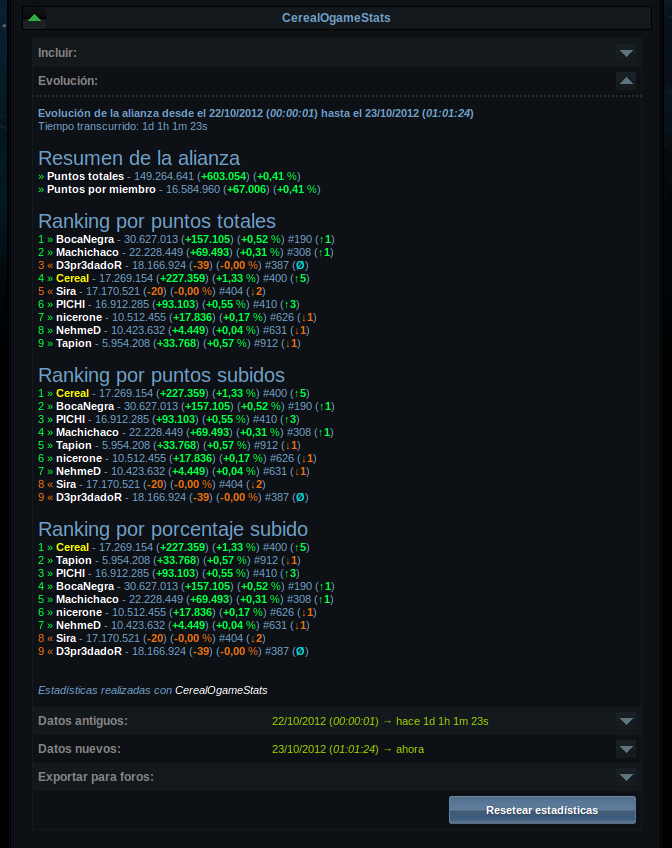 CerealOgameStats
Incluir:
Evolución:
Evolución de la alianza desde el 22/10/2012 (00:00:01) hasta el 23/10/2012 (01:01:24)
Tiempo transcurrido: 1d 1h 1m 23s
Resumen de la alianza
» Puntos totales - 149.264.641 (+603.054) (+0,41 %)
» Puntos por miembro - 16.584.960 (+67.006) (+0,41 %)
Ranking por puntos totales
1 » BocaNegra - 30.627.013 (+157.105) (+0,52 %) #190 (↑1)
2 » Machichaco - 22.228.449 (+69.493) (+0,31 %) #308 (↑1)
3 « D3pr3dadoR - 18.166.924 (-39) (-0,00 %) #387 (Ø)
4 » Cereal - 17.269.154 (+227.359) (+1,33 %) #400 (↑5)
5 « Sira - 17.170.521 (-20) (-0,00 %) #404 (↓2)
6 » PICHI - 16.912.285 (+93.103) (+0,55 %) #410 (↑3)
7 » nicerone - 10.512.455 (+17.836) (+0,17 %) #626 (↓1)
8 » NehmeD - 10.423.632 (+4.449) (+0,04 %) #631 (↓1)
9 » Tapion - 5.954.208 (+33.768) (+0,57 %) #912 (↓1)
Ranking por puntos subidos
1 » Cereal - 17.269.154 (+227.359) (+1,33 %) #400 (↑5)
2 » BocaNegra - 30.627.013 (+157.105) (+0,52 %) #190 (↑1)
3 » PICHI - 16.912.285 (+93.103) (+0,55 %) #410 (↑3)
4 » Machichaco - 22.228.449 (+69.493) (+0,31 %) #308 (↑1)
5 » Tapion - 5.954.208 (+33.768) (+0,57 %) #912 (↓1)
6 » nicerone - 10.512.455 (+17.836) (+0,17 %) #626 (↓1)
7 » NehmeD - 10.423.632 (+4.449) (+0,04 %) #631 (↓1)
8 « Sira - 17.170.521 (-20) (-0,00 %) #404 (↓2)
9 « D3pr3dadoR - 18.166.924 (-39) (-0,00 %) #387 (Ø)
Ranking por porcentaje subido
1 » Cereal - 17.269.154 (+227.359) (+1,33 %) #400 (↑5)
2 » Tapion - 5.954.208 (+33.768) (+0,57 %) #912 (↓1)
3 » PICHI - 16.912.285 (+93.103) (+0,55 %) #410 (↑3)
4 » BocaNegra - 30.627.013 (+157.105) (+0,52 %) #190 (↑1)
5 » Machichaco - 22.228.449 (+69.493) (+0,31 %) #308 (↑1)
6 » nicerone - 10.512.455 (+17.836) (+0,17 %) #626 (↓1)
7 » NehmeD - 10.423.632 (+4.449) (+0,04 %) #631 (↓1)
8 « Sira - 17.170.521 (-20) (-0,00 %) #404 (↓2)
9 « D3pr3dadoR - 18.166.924 (-39) (-0,00 %) #387 (Ø)
Estadísticas realizadas con CerealOgameStats
Datos antiguos: 22/10/2012 (00:00:01) → hace 1d 1h 1m 23s
Datos nuevos: 23/10/2012 (01:01:24) → ahora
Exportar para foros:
Resetear estadísticas